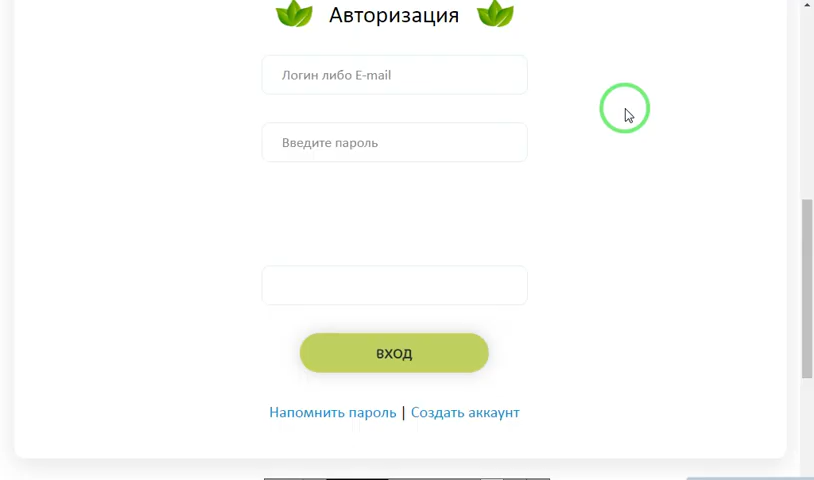 Авторизация
Логин либо E-mail
Введите пароль
ВХОД
Напомнить пароль | Создать аккаунт